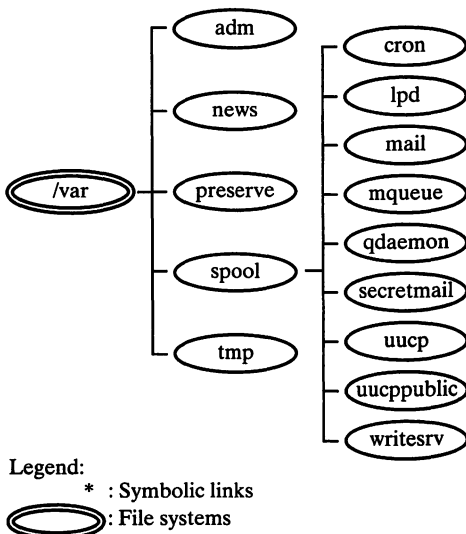 /var
adm
news
preserve
spool
tmp
cron
lpd
mail
mqueue
qdaemon
secretmail
uucp
uucppublic
writesrv
Legend:
* : Symbolic links
: File systems